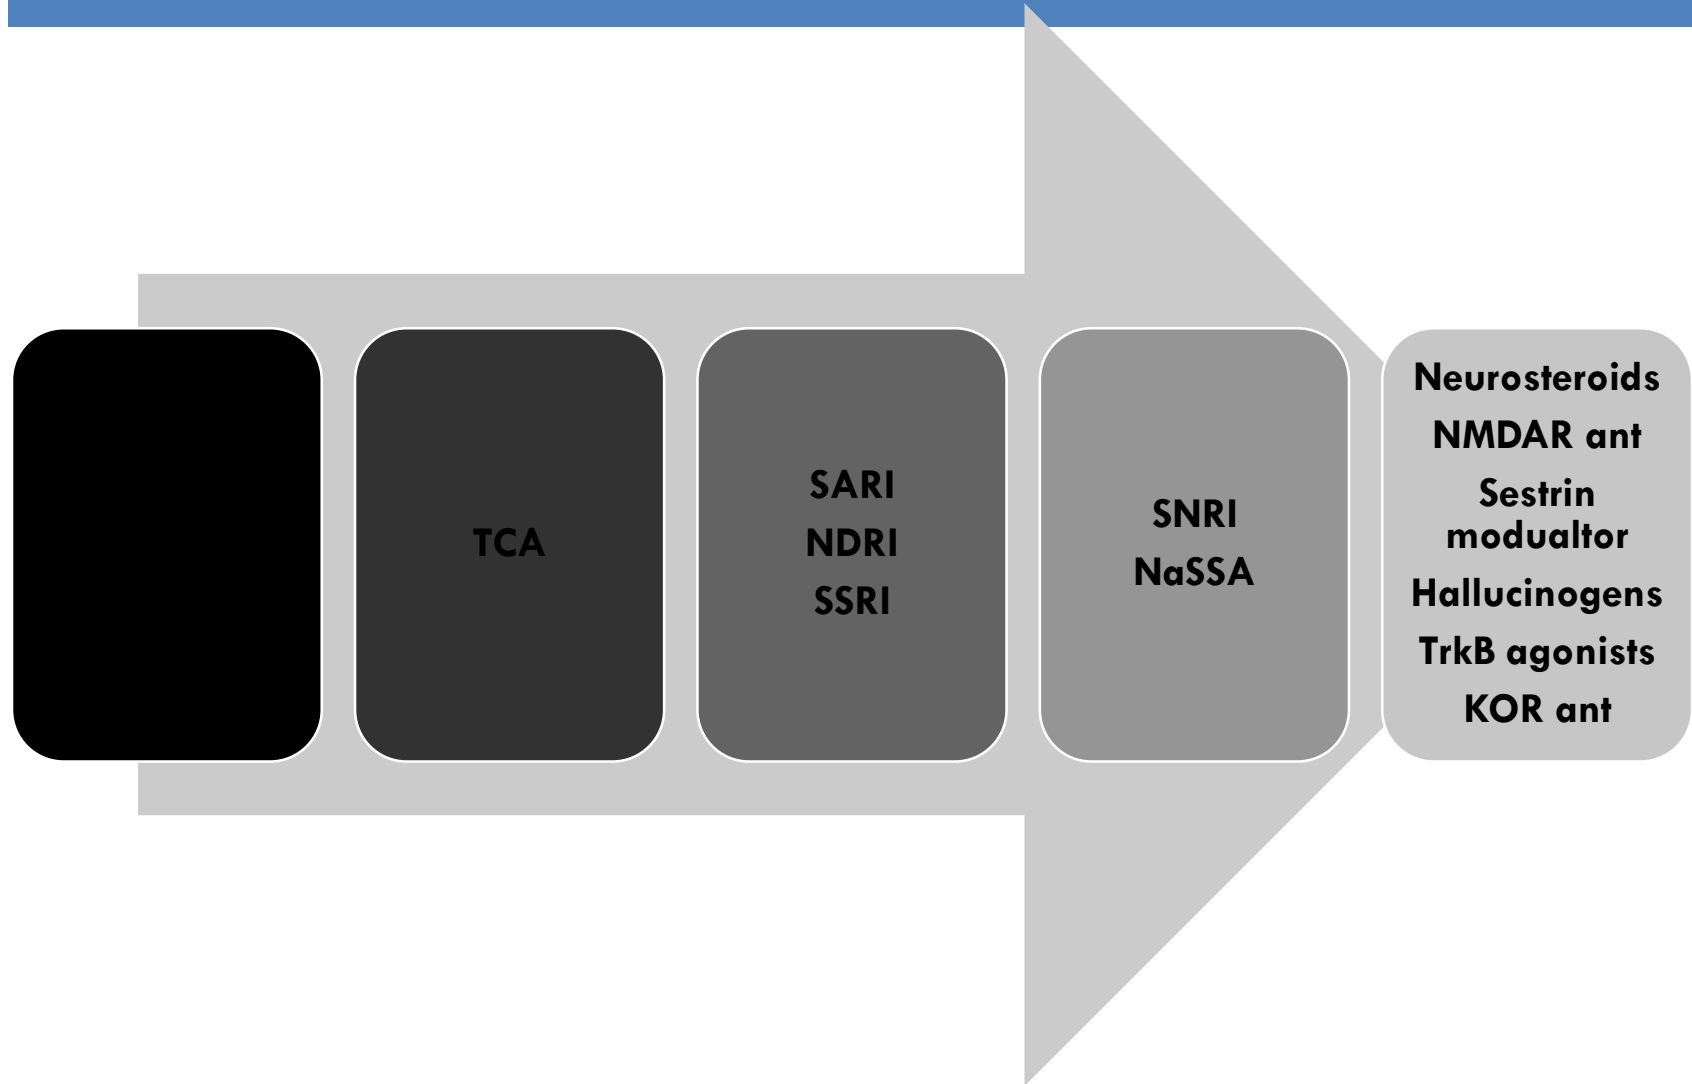 TCA
SARI
NDRI
SSRI
SNRI
NaSSA
Neurosteroids
NMDAR ant
Sestrin
modualtor
Hallucinogens
TrkB agonists
KOR ant